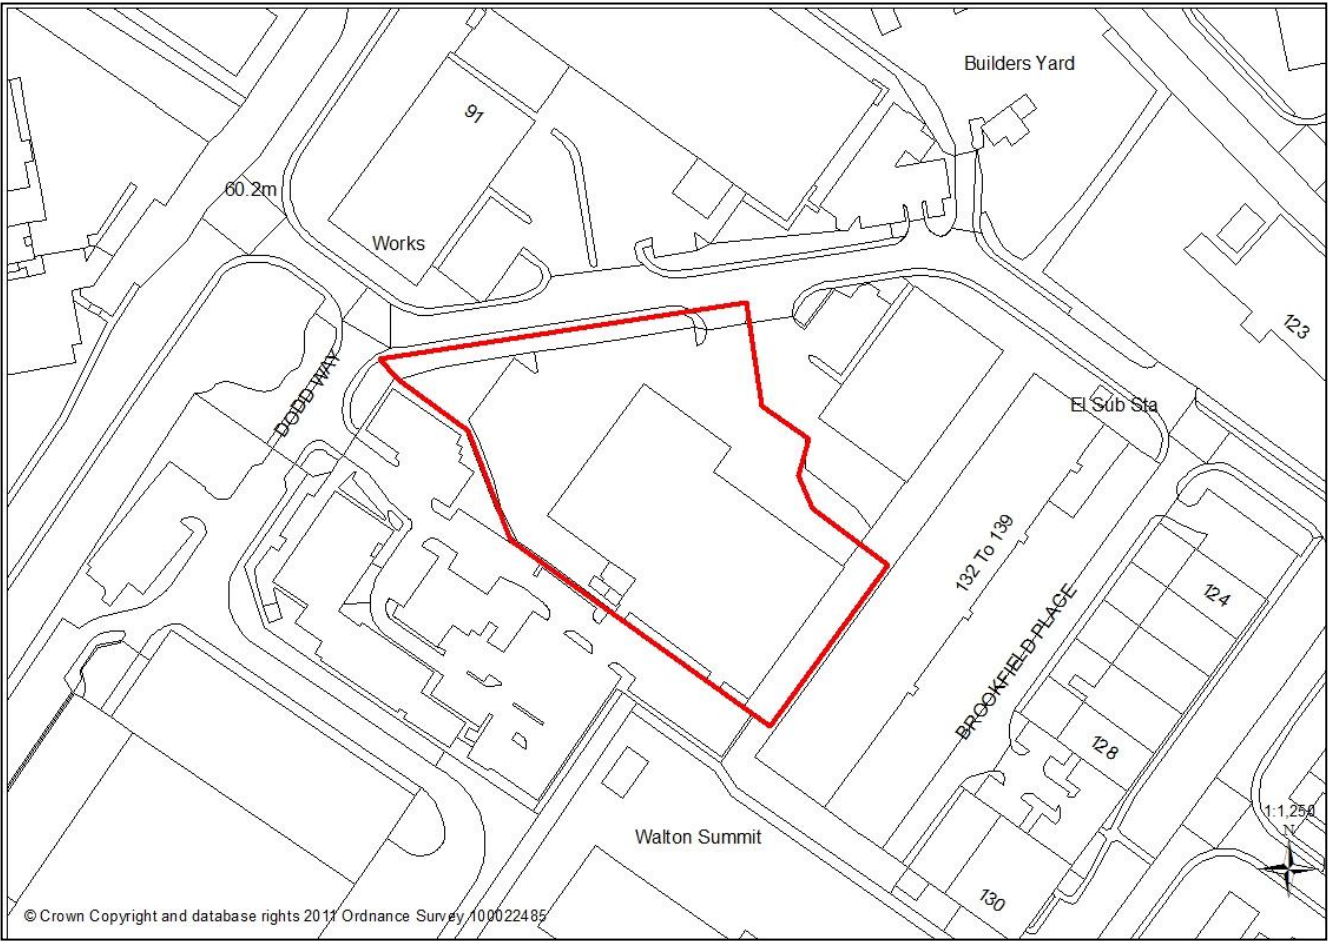 Builders Yard
91
60.2m
Works
123
DODD WAY
El Sub Sta
132 To 139
124
BROOKFIELD PLACE
128
1:1,250
N
Walton Summit
130
© Crown Copyright and database rights 2011 Ordnance Survey 100022485